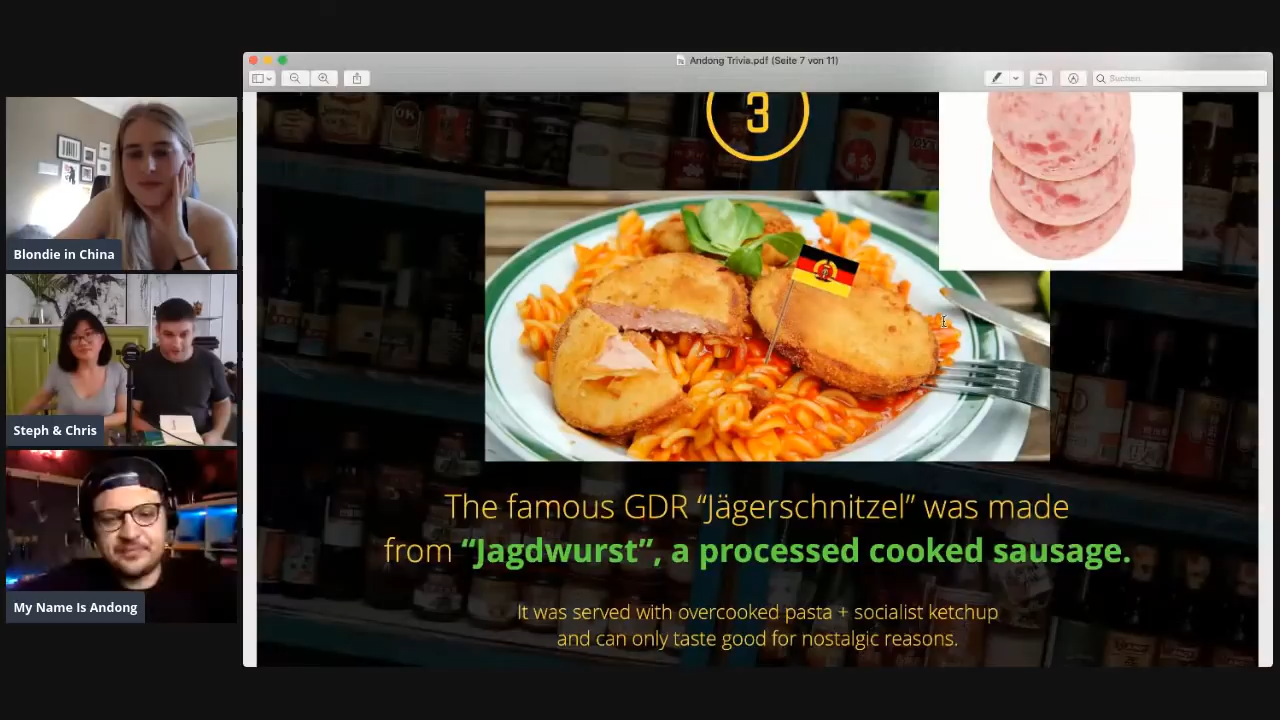 Andong Trivia.pdf (Seite 7 von 11)
Suchen
3
Blondie in China
Steph & Chris
My Name Is Andong
The famous GDR “Jägerschnitzel” was made
from “Jagdwurst”, a processed cooked sausage.
It was served with overcooked pasta + socialist ketchup
and can only taste good for nostalgic reasons.